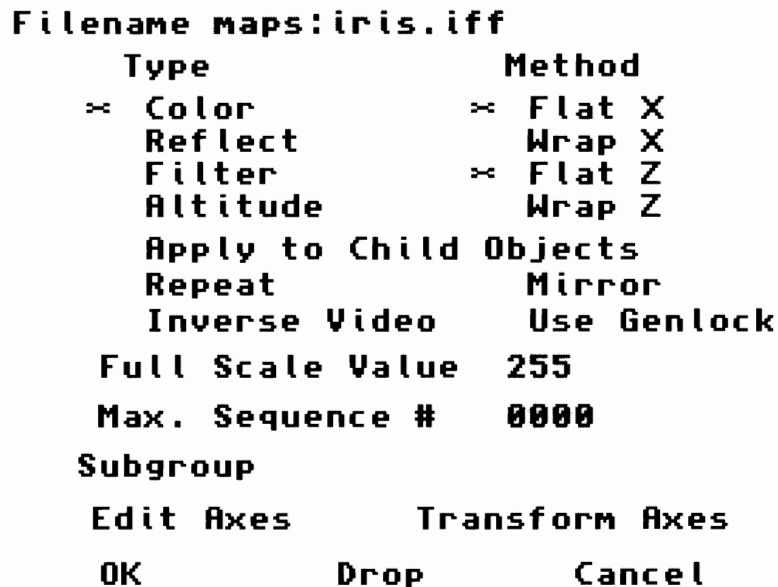 Filename maps:iris.iff
Type Method
Color Flat X
Reflect Wrap X
Filter Flat Z
Altitude Wrap Z
Apply to Child Objects
Repeat Mirror
Inverse Video Use Genlock
Full Scale Value 255
Max. Sequence # 0000
Subgroup
Edit Axes Transform Axes
OK Drop Cancel